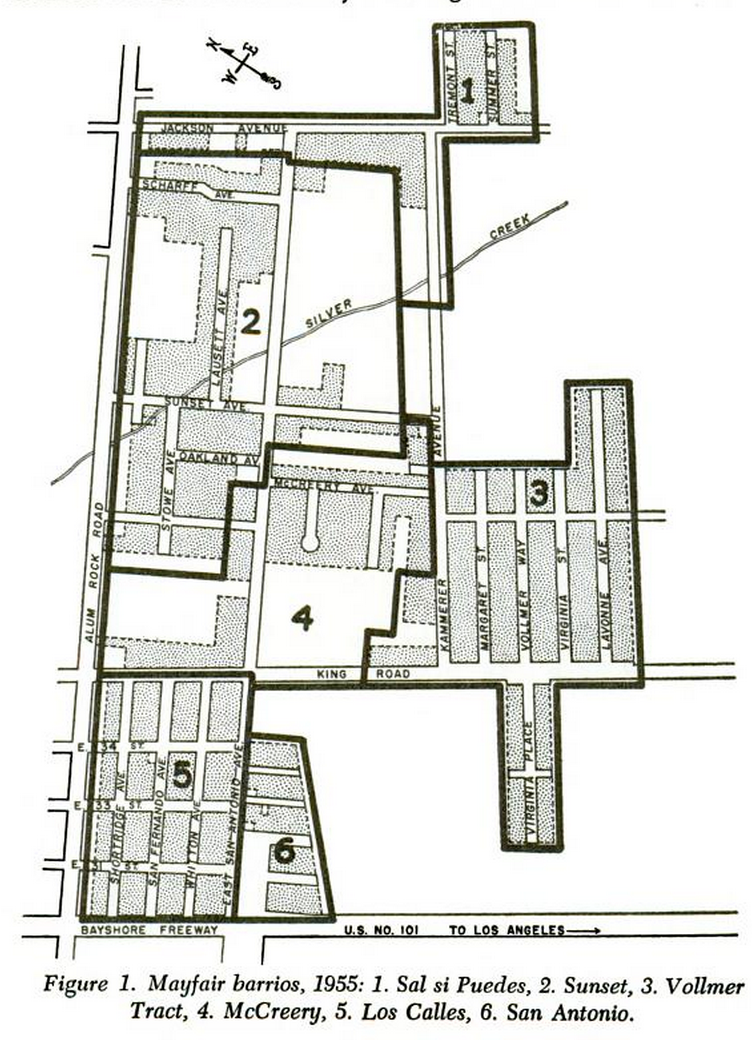 N
E
W
S
TREMONT ST.
SUMMER ST.
1
JACKSON AVENUE
SCHARFF AVE.
CREEK
SILVER
2
LAUSETT AVE.
SUNSET AVE.
AVENUE
OAKLAND AV
STOWE AVE.
McCREERY AVE.
3
ALUM ROCK ROAD
KAMMERER
MARGARET ST.
VOLLMER WAY
VIRGINIA ST.
LAVONNE AVE.
4
KING ROAD
E. 34 ST.
5
VIRGINIA PLACE
E. 33 ST.
SHORTRIDGE AVE.
SAN FERNANDO AVE.
WHITTON AVE.
EAST SAN ANTONIO AVE.
6
BAYSHORE FREEWAY
U.S. NO. 101 TO LOS ANGELES
Figure 1. Mayfair barrios, 1955: 1. Sal si Puedes, 2. Sunset, 3. Vollmer
Tract, 4. McCreery, 5. Los Calles, 6. San Antonio.